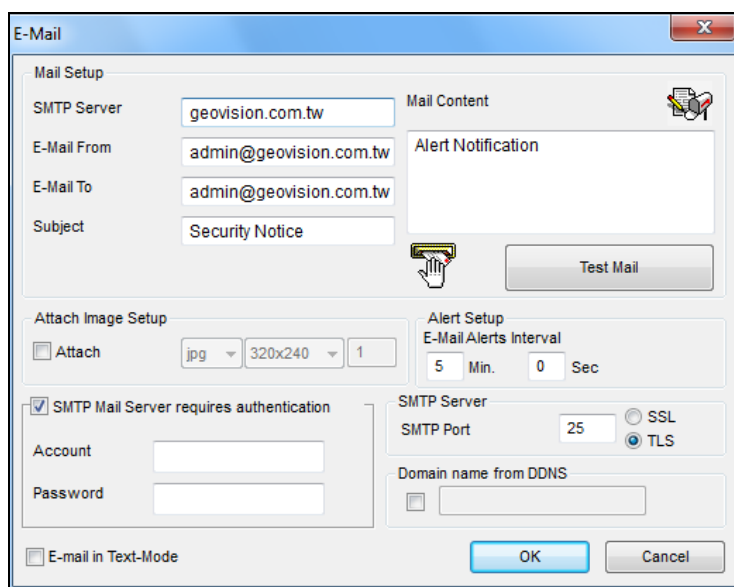 E-Mail
Mail Setup
SMTP Server
geovision.com.tw
E-Mail From
admin@geovision.com.tw
E-Mail To
admin@geovision.com.tw
Subject
Security Notice
Mail Content
Alert Notification
Test Mail
Attach Image Setup
Attach
jpg
320x240
1
Alert Setup
E-Mail Alerts Interval
5 Min. 0 Sec
SMTP Mail Server requires authentication
Account
Password
SMTP Server
SMTP Port
25
SSL
TLS
Domain name from DDNS
E-mail in Text-Mode
OK
Cancel